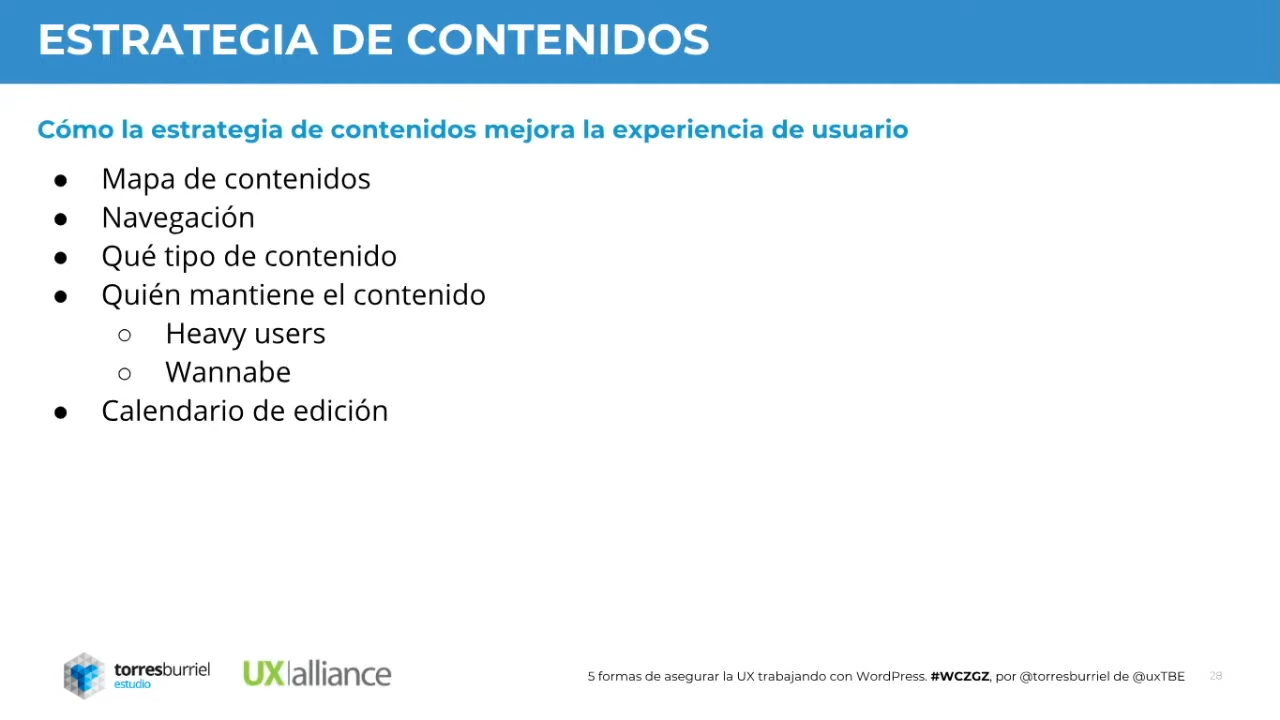 ESTRATEGIA DE CONTENIDOS
Cómo la estrategia de contenidos mejora la experiencia de usuario
● Mapa de contenidos
● Navegación
● Qué tipo de contenido
● Quién mantiene el contenido
○ Heavy users
○ Wannabe
● Calendario de edición
torresburriel
estudio
UX|alliance
5 formas de asegurar la UX trabajando con WordPress. #WCZGZ, por @torresburriel de @uxTBE
28